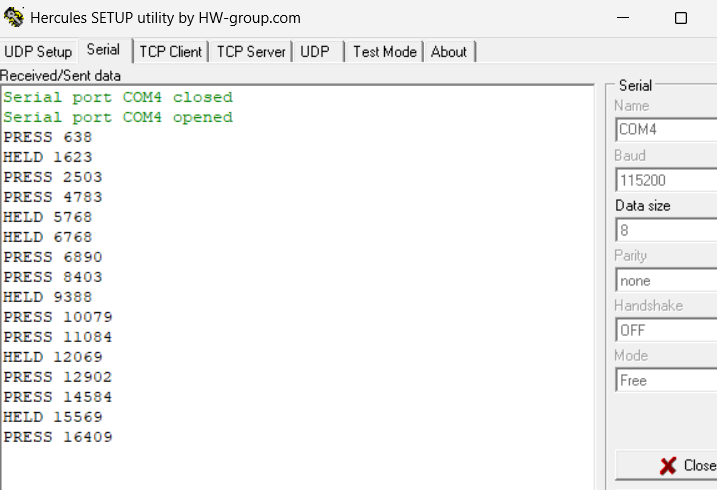 Hercules SETUP utility by HW-group.com
UDP Setup Serial TCP Client TCP Server UDP Test Mode About
Received/Sent data
Serial port COM4 closed
Serial port COM4 opened
PRESS 638
HELD 1623
PRESS 2503
PRESS 4783
HELD 5768
HELD 6768
PRESS 6890
PRESS 8403
HELD 9388
PRESS 10079
PRESS 11084
HELD 12069
PRESS 12902
PRESS 14584
HELD 15569
PRESS 16409
Serial
Name
COM4
Baud
115200
Data size
8
Parity
none
Handshake
OFF
Mode
Free
Close